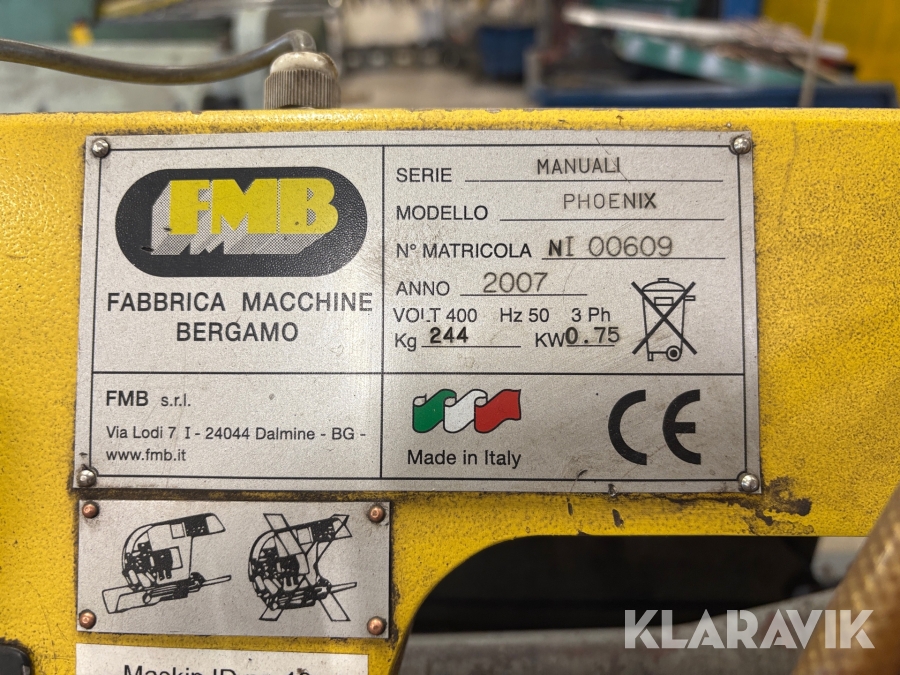 FMB
FABBRICA MACCHINE
BERGAMO
SERIE MANUALI
MODELLO PHOENIX
N° MATRICOLA NI 00609
ANNO 2007
VOLT 400 Hz 50 3 Ph
Kg 244 KW 0.75
FMB s.r.l.
Via Lodi 7 I - 24044 Dalmine - BG -
www.fmb.it
Made in Italy
CE
KLARAVIK
Maskin ID